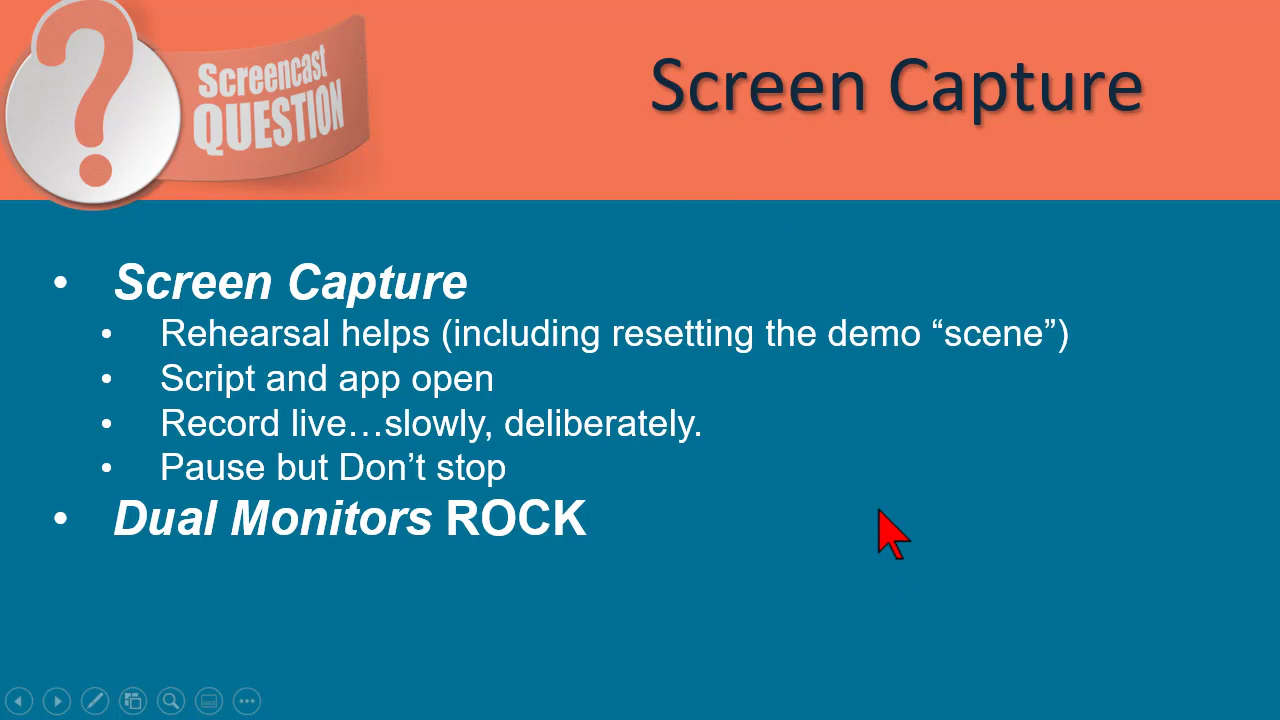 ?
Screencast
QUESTION
Screen Capture
• Screen Capture
• Rehearsal helps (including resetting the demo “scene”)
• Script and app open
• Record live…slowly, deliberately.
• Pause but Don’t stop
• Dual Monitors ROCK